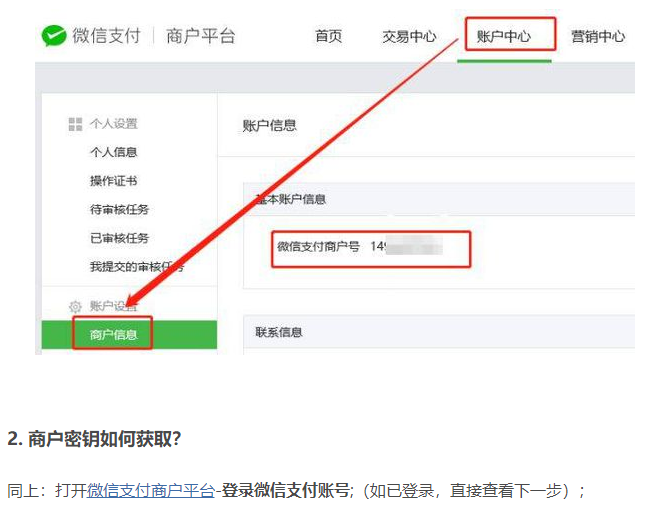 微信支付 | 商户平台 首页 交易中心 账户中心 营销中心
个人设置
账户信息
个人信息
操作证书
基本账户信息
待审核任务
已审核任务
微信支付商户号 149
我提交的审核任务
账户设置
商户信息
联系信息
2. 商户密钥如何获取？
同上：打开微信支付商户平台-登录微信支付账号;（如已登录，直接查看下一步）;